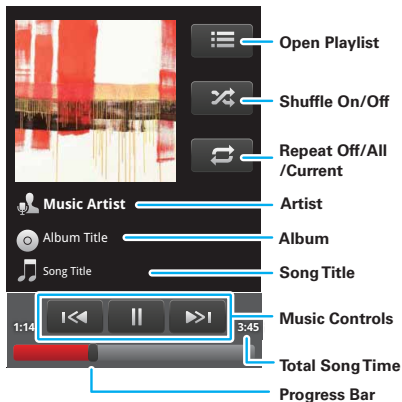 Open Playlist
Shuffle On/Off
Repeat Off/All
/Current
Music Artist
Artist
Album Title
Album
Song Title
Song Title
Music Controls
1:14
3:45
Total Song Time
Progress Bar